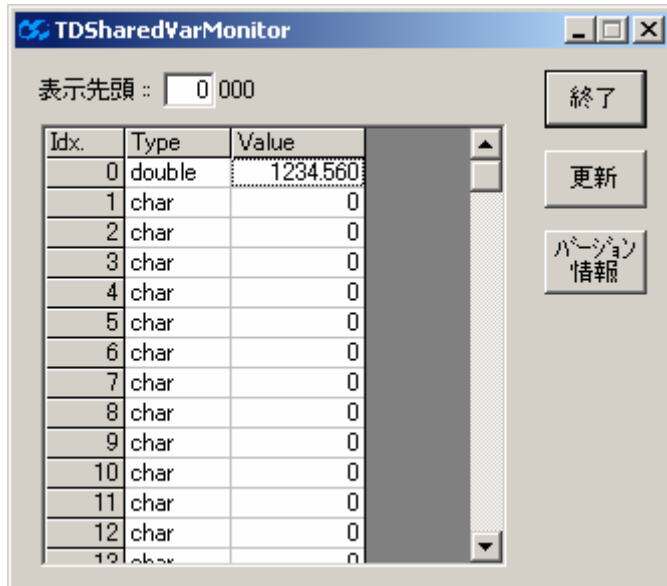 TDSharedVarMonitor
表示先頭 :: 0 000
終了
Idx. Type Value
0 double 1234.560
更新
1 char 0
2 char 0
3 char 0
バージョン
情報
4 char 0
5 char 0
6 char 0
7 char 0
8 char 0
9 char 0
10 char 0
11 char 0
12 char 0
13 char 0